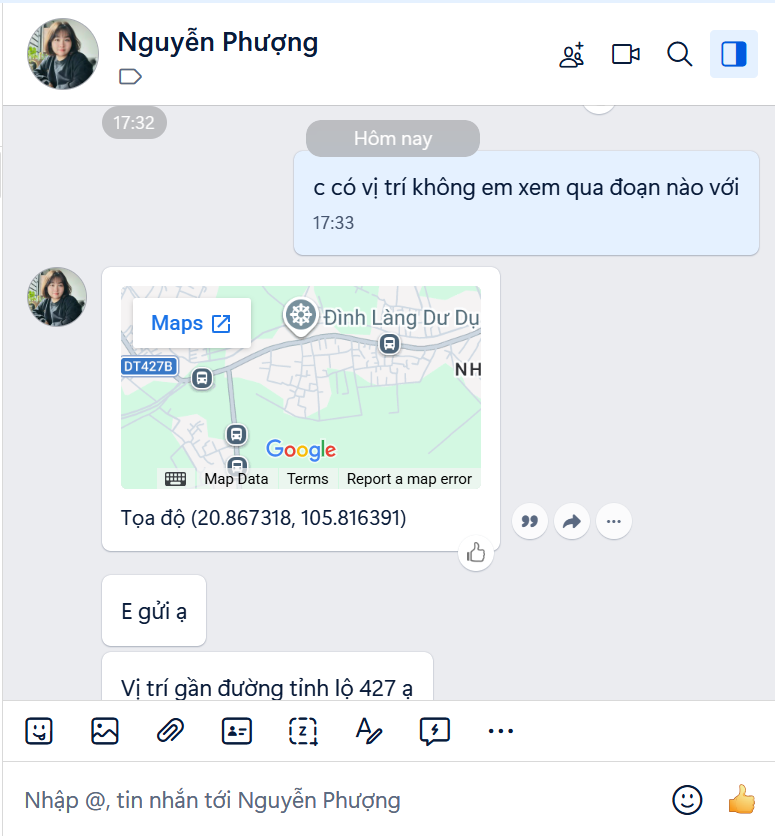 Nguyễn Phượng
17:32
Hôm nay
c có vị trí không em xem qua đoạn nào với
17:33
Maps
Đình Làng Dư Dụ
DT427B
NH
Google
Map Data Terms Report a map error
Tọa độ (20.867318, 105.816391)
E gửi ạ
Vị trí gần đường tỉnh lộ 427 ạ
Nhập @, tin nhắn tới Nguyễn Phượng